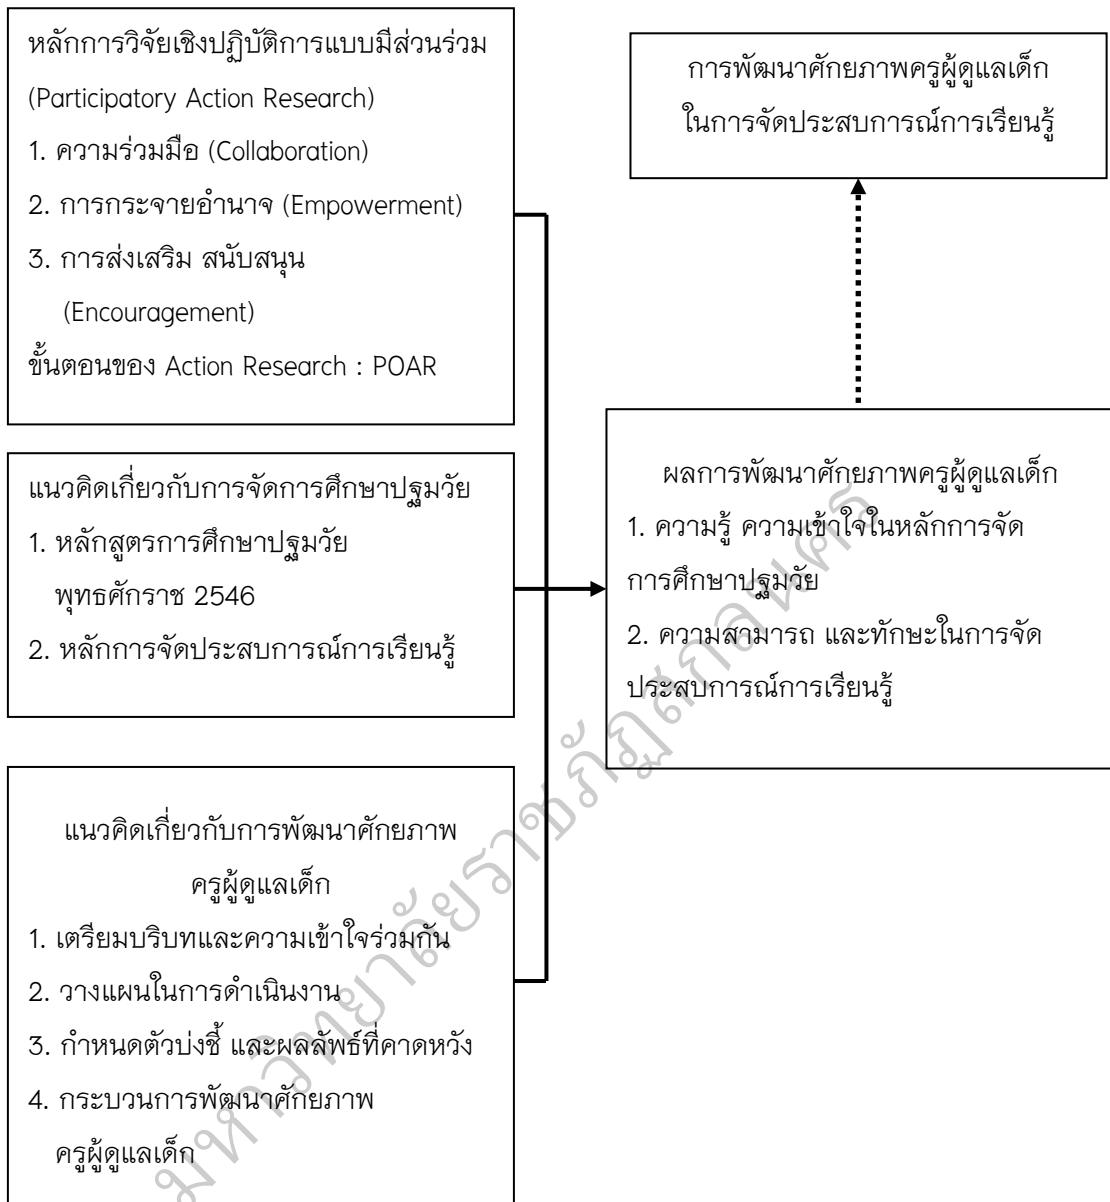 หลักการวิจัยเชิงปฏิบัติการแบบมีส่วนร่วม
(Participatory Action Research)
1. ความร่วมมือ (Collaboration)
2. การกระจายอำนาจ (Empowerment)
3. การส่งเสริม สนับสนุน
(Encouragement)
ขั้นตอนของ Action Research : POAR
แนวคิดเกี่ยวกับการจัดการศึกษาปฐมวัย
1. หลักสูตรการศึกษาปฐมวัย
พุทธศักราช 2546
2. หลักการจัดประสบการณ์การเรียนรู้
แนวคิดเกี่ยวกับการพัฒนาศักยภาพ
ครูผู้ดูแลเด็ก
1. เตรียมบริบทและความเข้าใจร่วมกัน
2. วางแผนในการดำเนินงาน
3. กำหนดตัวบ่งชี้ และผลลัพธ์ที่คาดหวัง
4. กระบวนการพัฒนาศักยภาพ
ครูผู้ดูแลเด็ก
การพัฒนาศักยภาพครูผู้ดูแลเด็ก
ในการจัดประสบการณ์การเรียนรู้
ผลการพัฒนาศักยภาพครูผู้ดูแลเด็ก
1. ความรู้ ความเข้าใจในหลักการจัด
การศึกษาปฐมวัย
2. ความสามารถ และทักษะในการจัด
ประสบการณ์การเรียนรู้
มหาวิทยาลัยราชภัฏสกลนคร